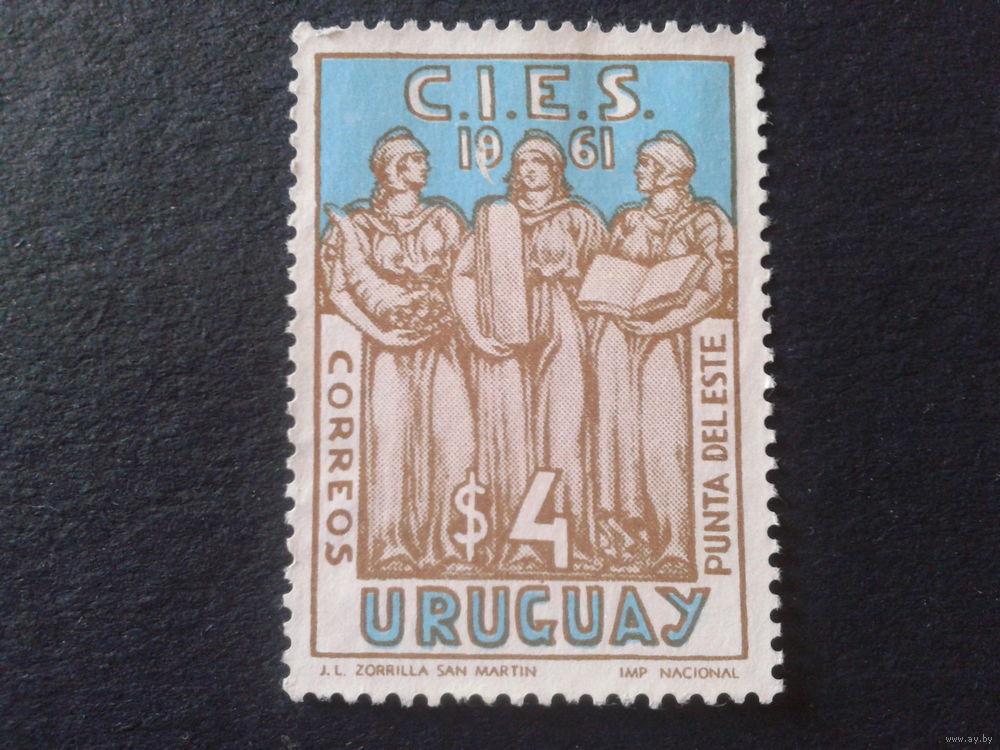 C.I.E.S.
1961
CORREOS
PUNTA DEL ESTE
$ 4
URUGUAY
J. L. ZORRILLA SAN MARTIN
IMP NACIONAL
www.ay.by